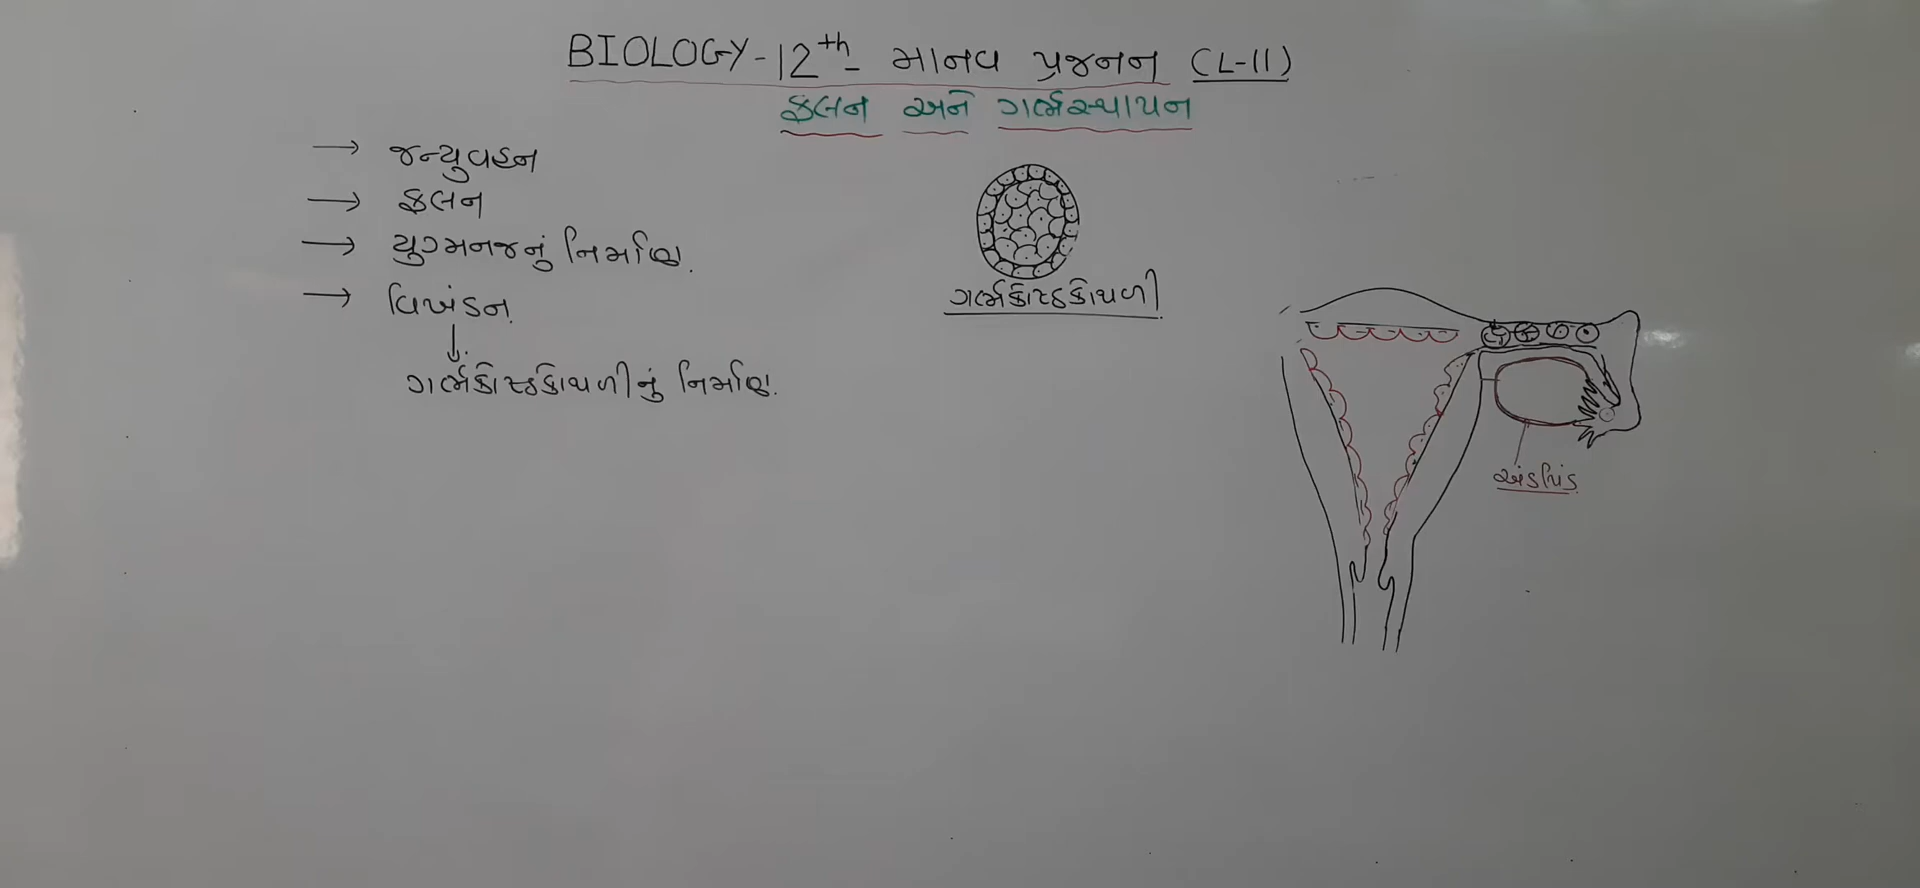 BIOLOGY - 12th - માનવ પ્રજનન (L-11)
ફલન અને ગર્ભસ્થાપન
→ જન્યુવહન
→ ફલન
→ યુગ્મનજનું નિર્માણ.
→ વિખંડન.
↓
ગર્ભકોષ્ઠકોથળીનું નિર્માણ.
ગર્ભકોષ્ઠકોથળી
અંડપિંડ